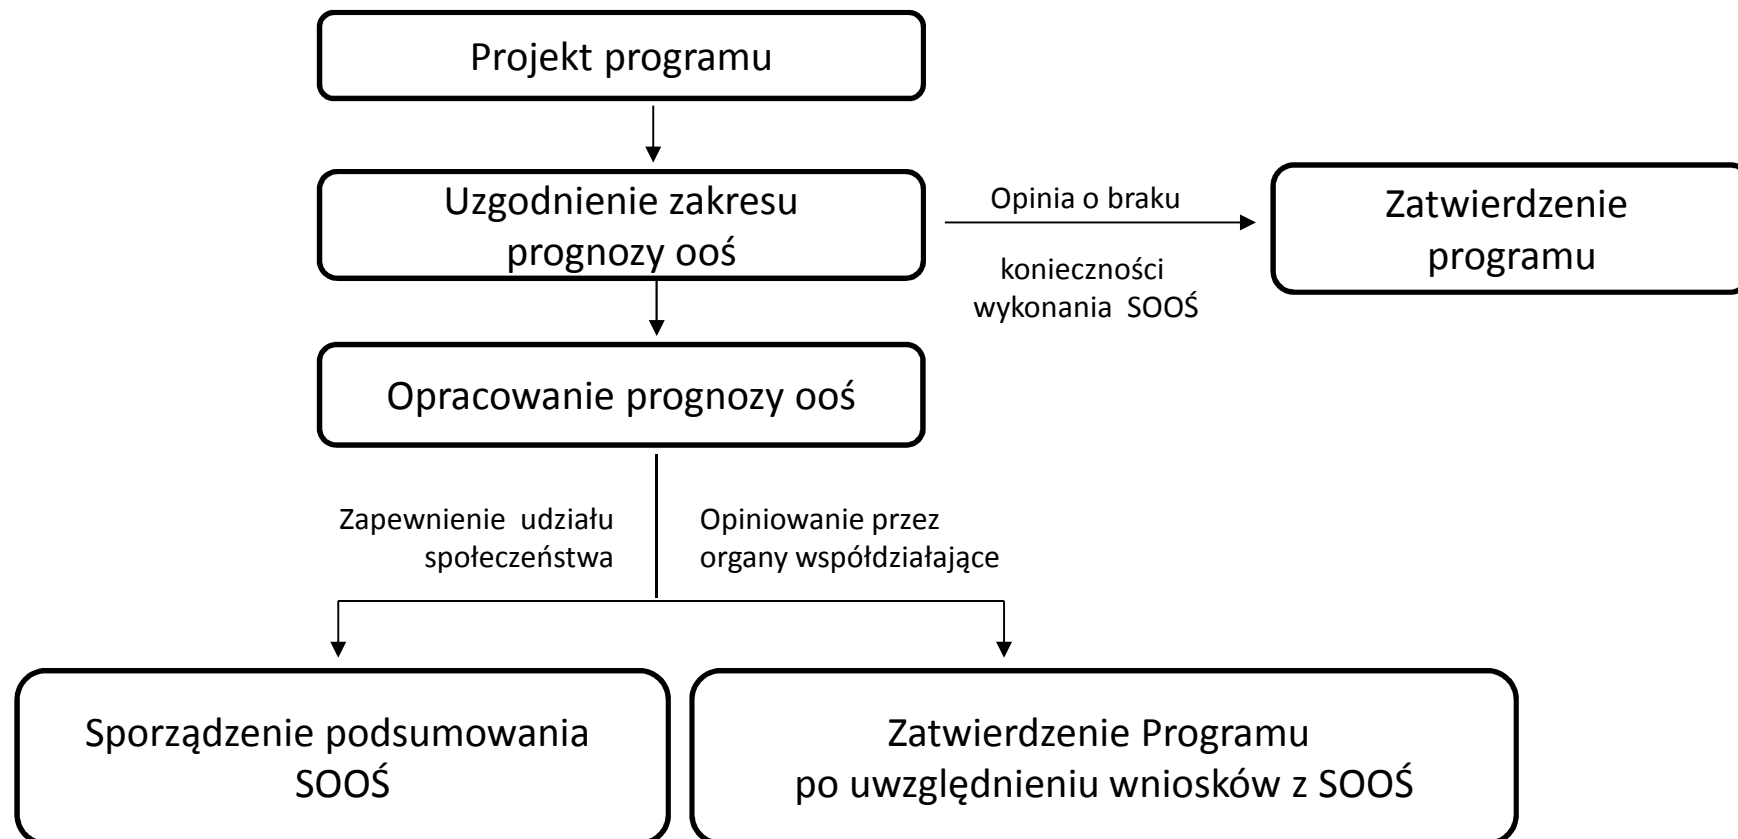 Projekt programu
Uzgodnienie zakresu
prognozy ooś
Opinia o braku
konieczności
wykonania SOOŚ
Zatwierdzenie
programu
Opracowanie prognozy ooś
Zapewnienie udziału
społeczeństwa
Opiniowanie przez
organy współdziałające
Sporządzenie podsumowania
SOOŚ
Zatwierdzenie Programu
po uwzględnieniu wniosków z SOOŚ